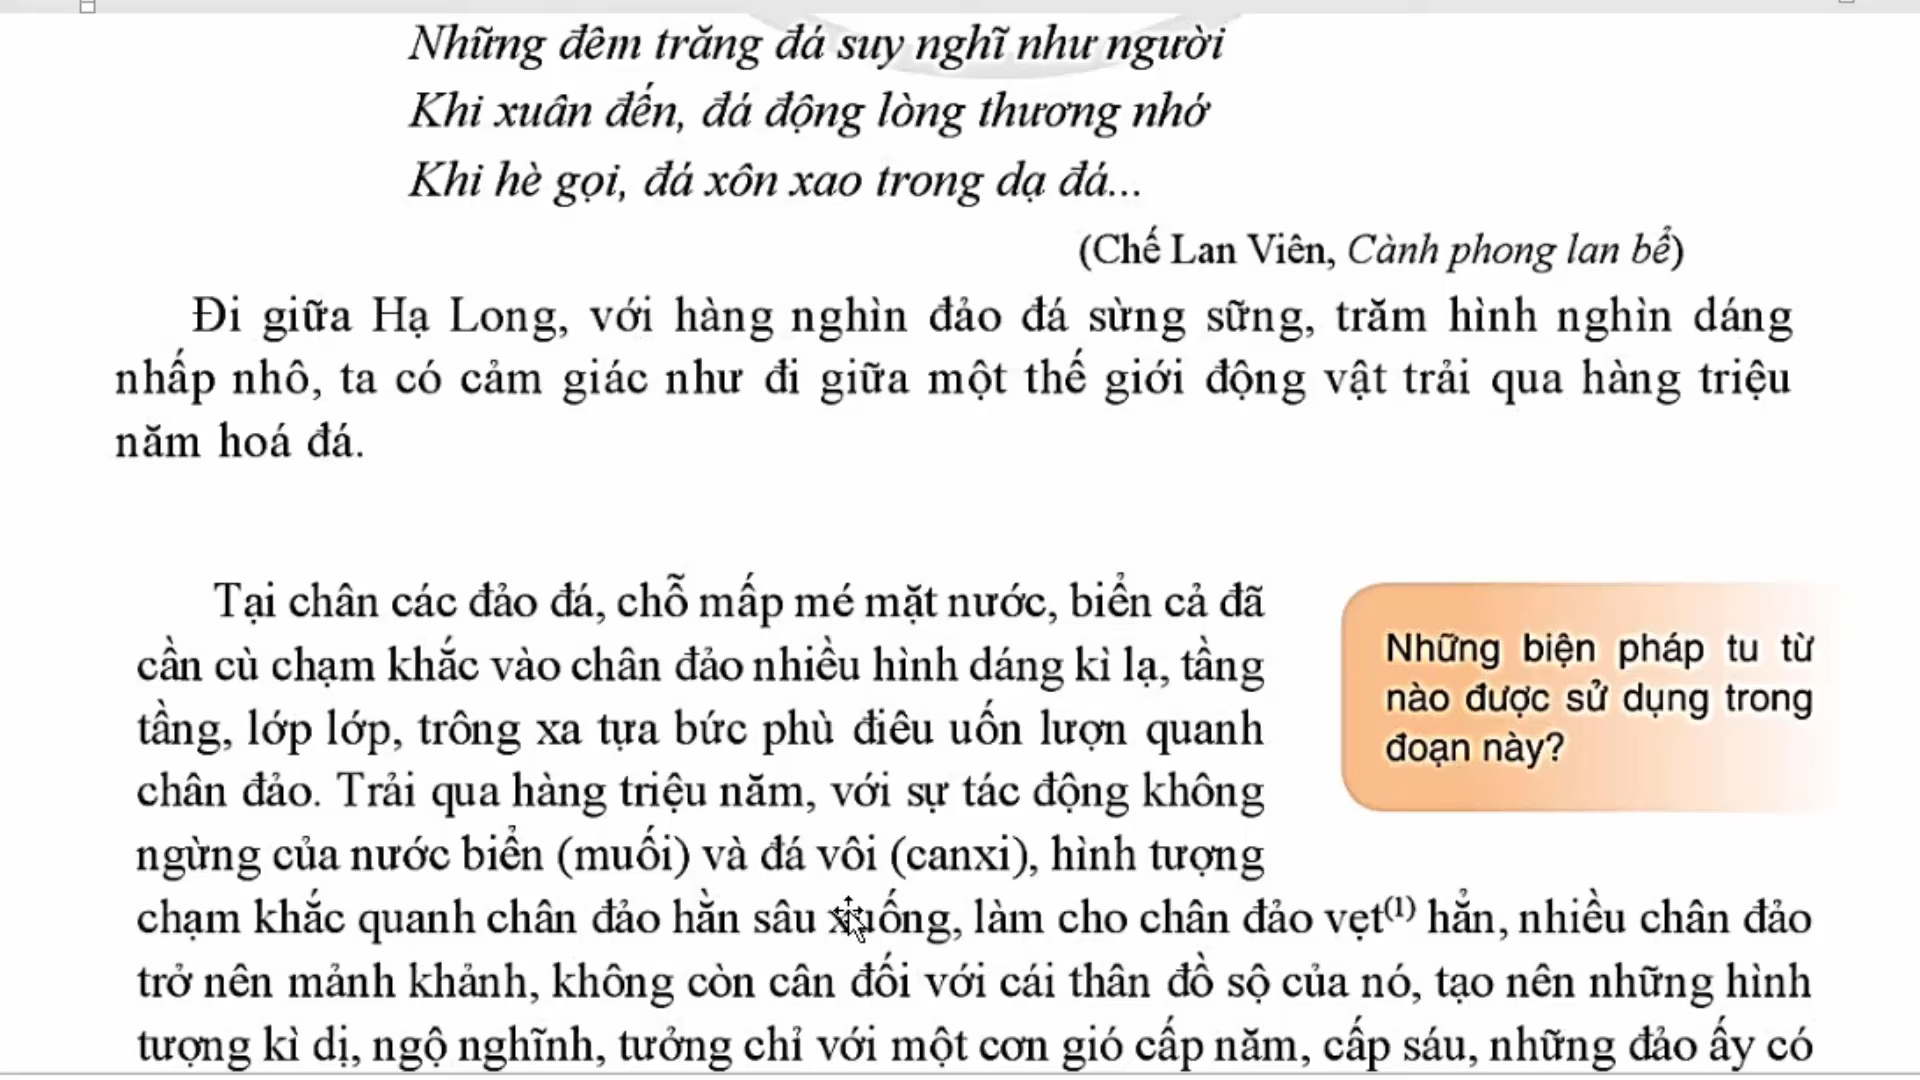 Những đêm trăng đá suy nghĩ như người
Khi xuân đến, đá động lòng thương nhớ
Khi hè gọi, đá xôn xao trong dạ đá...
(Chế Lan Viên, Cành phong lan bể)
Đi giữa Hạ Long, với hàng nghìn đảo đá sừng sững, trăm hình nghìn dáng
nhấp nhô, ta có cảm giác như đi giữa một thế giới động vật trải qua hàng triệu
năm hoá đá.
Tại chân các đảo đá, chỗ mấp mé mặt nước, biển cả đã
cần cù chạm khắc vào chân đảo nhiều hình dáng kì lạ, tầng
tầng, lớp lớp, trông xa tựa bức phù điêu uốn lượn quanh
chân đảo. Trải qua hàng triệu năm, với sự tác động không
ngừng của nước biển (muối) và đá vôi (canxi), hình tượng
chạm khắc quanh chân đảo hằn sâu xuống, làm cho chân đảo vẹt(1) hẳn, nhiều chân đảo
trở nên mảnh khảnh, không còn cân đối với cái thân đồ sộ của nó, tạo nên những hình
tượng kì dị, ngộ nghĩnh, tưởng chỉ với một cơn gió cấp năm, cấp sáu, những đảo ấy có
Những biện pháp tu từ
nào được sử dụng trong
đoạn này?